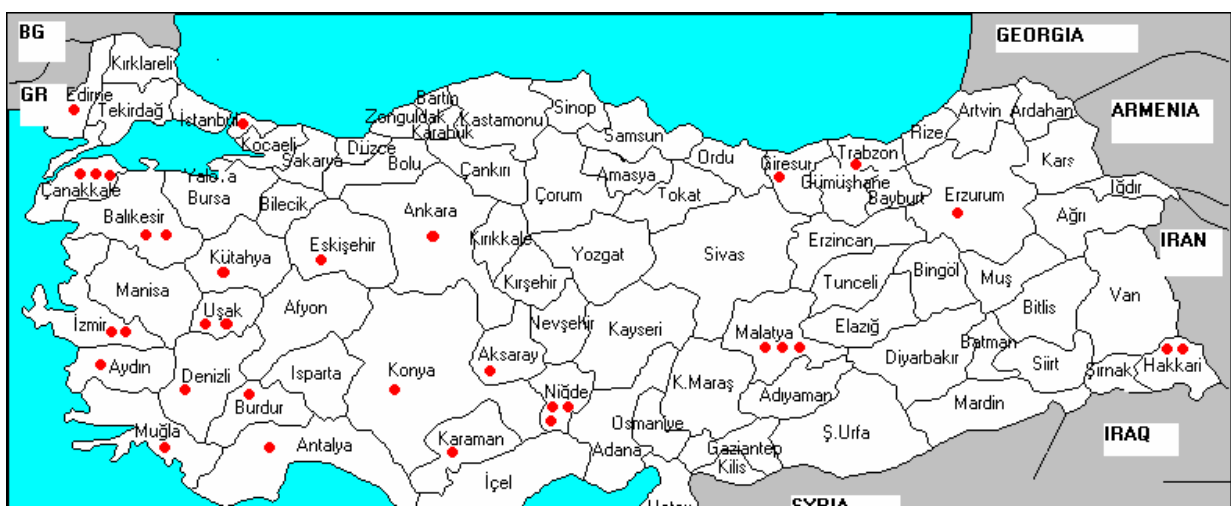 BG
GEORGIA
Kırklareli
GR
Edirne
Tekirdağ
İstanbul
Kocaeli
Sakarya
Düzce
Zonguldak
Bartın
Karabük
Kastamonu
Sinop
Samsun
Ordu
Giresun
Trabzon
Rize
Artvin
Ardahan
ARMENIA
Kars
Iğdır
Çanakkale
Bursa
Bilecik
Bolu
Çankırı
Çorum
Amasya
Tokat
Gümüşhane
Bayburt
Erzurum
Ağrı
Balıkesir
Kütahya
Eskişehir
Ankara
Kırıkkale
Yozgat
Sivas
Erzincan
IRAN
Manisa
Uşak
Afyon
Kırşehir
Nevşehir
Kayseri
Tunceli
Bingöl
Muş
Bitlis
Van
İzmir
Aydın
Denizli
Isparta
Burdur
Konya
Aksaray
Niğde
Malatya
Elazığ
Diyarbakır
Batman
Siirt
Şırnak
Hakkari
K.Maraş
Adıyaman
Mardin
Muğla
Antalya
Karaman
İçel
Adana
Osmaniye
Gaziantep
Kilis
Ş.Urfa
IRAQ
SYRIA